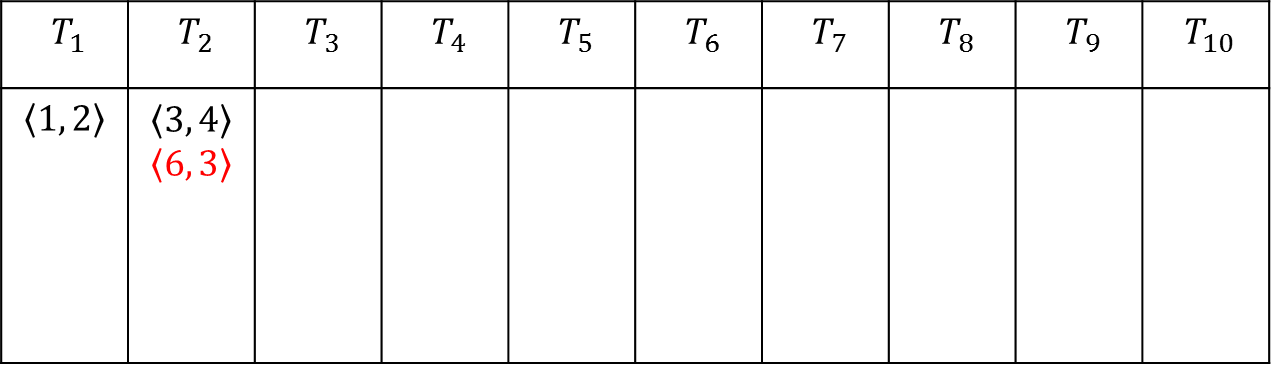 T₁ T₂ T₃ T₄ T₅ T₆ T₇ T₈ T₉ T₁₀
⟨1, 2⟩ ⟨3, 4⟩
⟨6, 3⟩